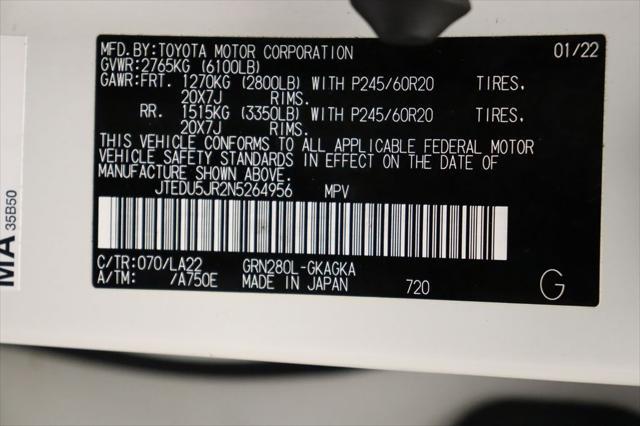 MFD. BY: TOYOTA MOTOR CORPORATION 01/22
GVWR: 2765KG (6100LB)
GAWR: FRT. 1270KG (2800LB) WITH P245/60R20 TIRES,
20X7J RIMS.
RR. 1515KG (3350LB) WITH P245/60R20 TIRES,
20X7J RIMS.
THIS VEHICLE CONFORMS TO ALL APPLICABLE FEDERAL MOTOR
VEHICLE SAFETY STANDARDS IN EFFECT ON THE DATE OF
MANUFACTURE SHOWN ABOVE.
JTEDU5JR2N5264956 MPV
C/TR: 070/LA22 GRN280L-GKAGKA
A/TM: /A750E MADE IN JAPAN 720 G
MA
35B50